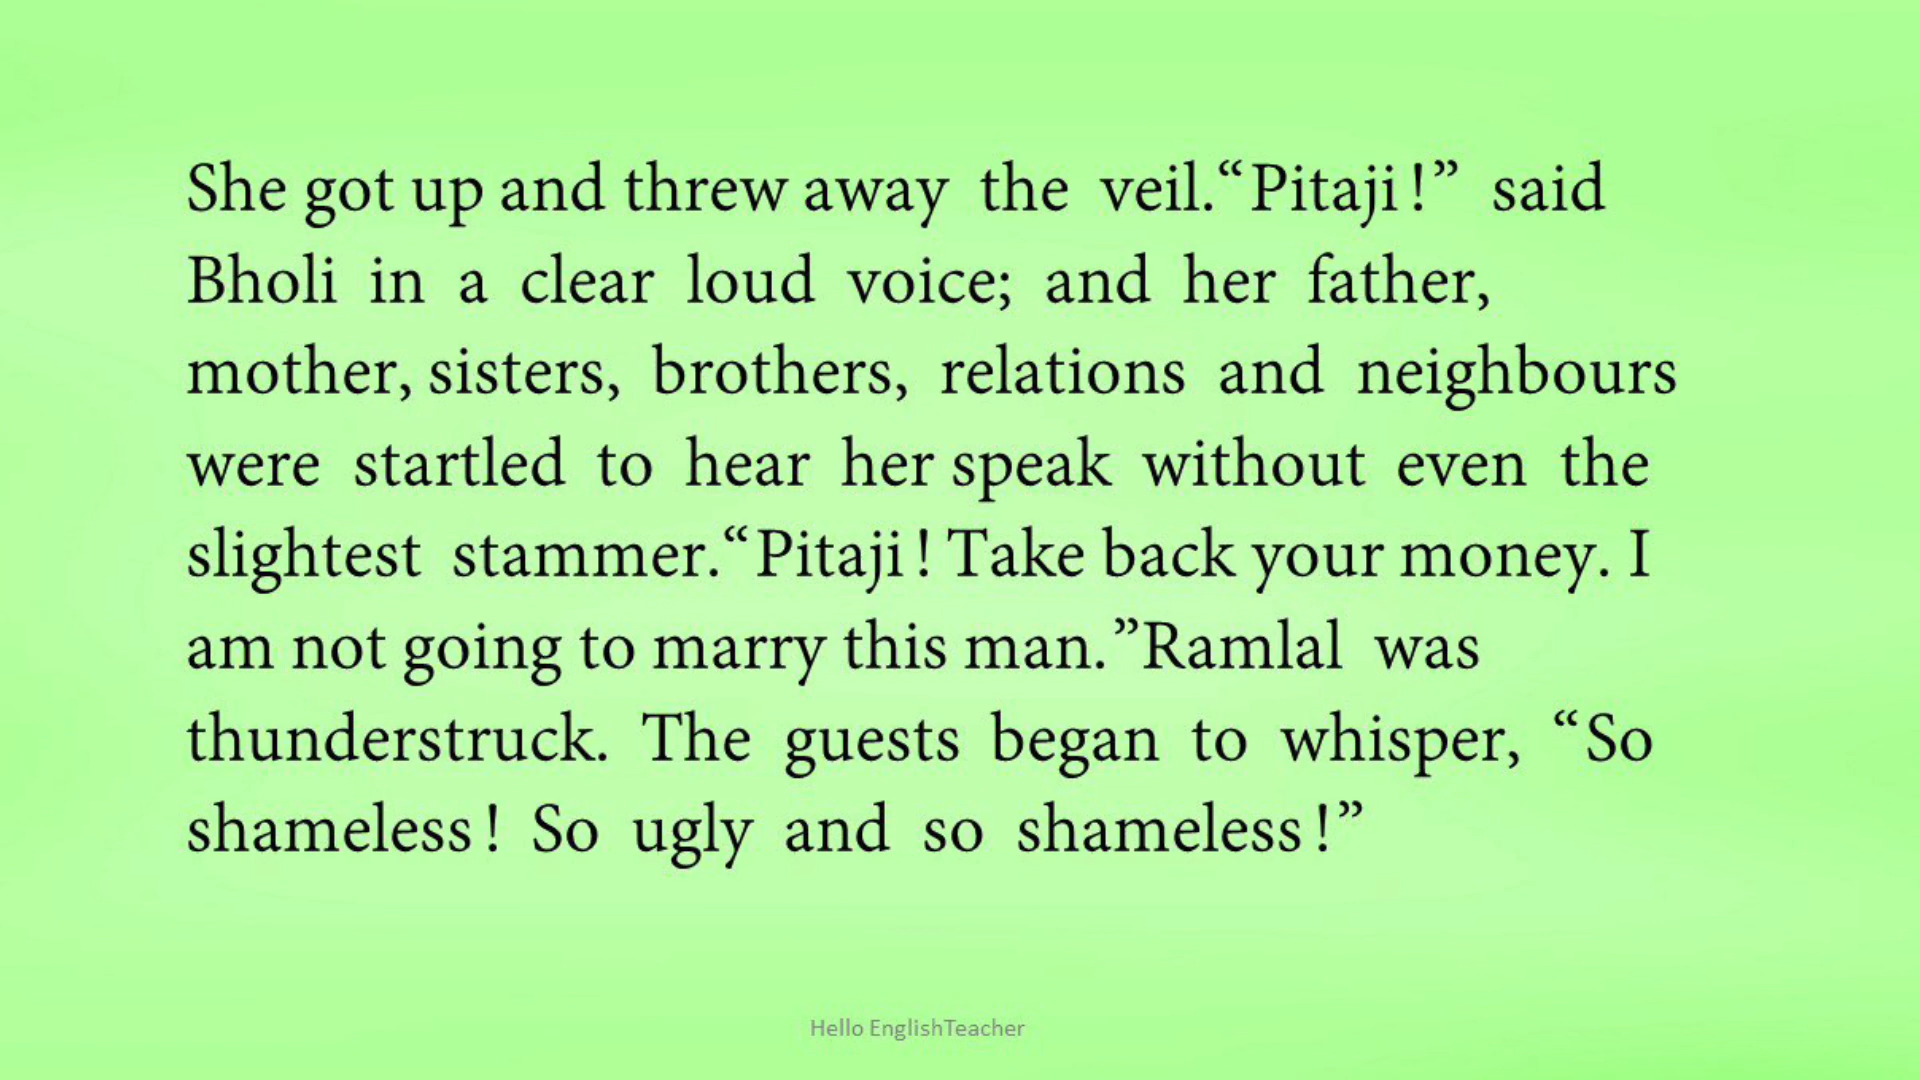 She got up and threw away the veil.“Pitaji!” said
Bholi in a clear loud voice; and her father,
mother, sisters, brothers, relations and neighbours
were startled to hear her speak without even the
slightest stammer.“Pitaji! Take back your money. I
am not going to marry this man.”Ramlal was
thunderstruck. The guests began to whisper, “So
shameless! So ugly and so shameless!”
Hello EnglishTeacher